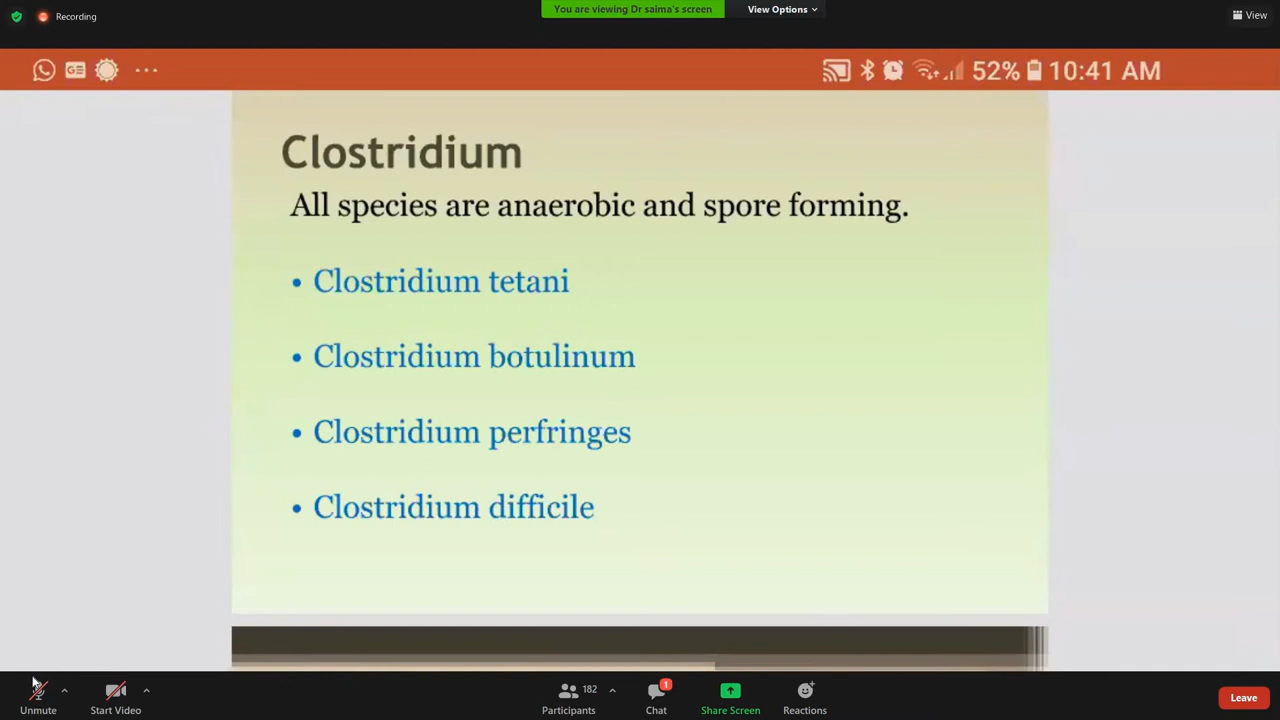 Recording
You are viewing Dr saima's screen
View Options
View
GE
52%
10:41 AM
Clostridium
All species are anaerobic and spore forming.
• Clostridium tetani
• Clostridium botulinum
• Clostridium perfringes
• Clostridium difficile
Unmute
Start Video
182
Participants
1
Chat
Share Screen
Reactions
Leave